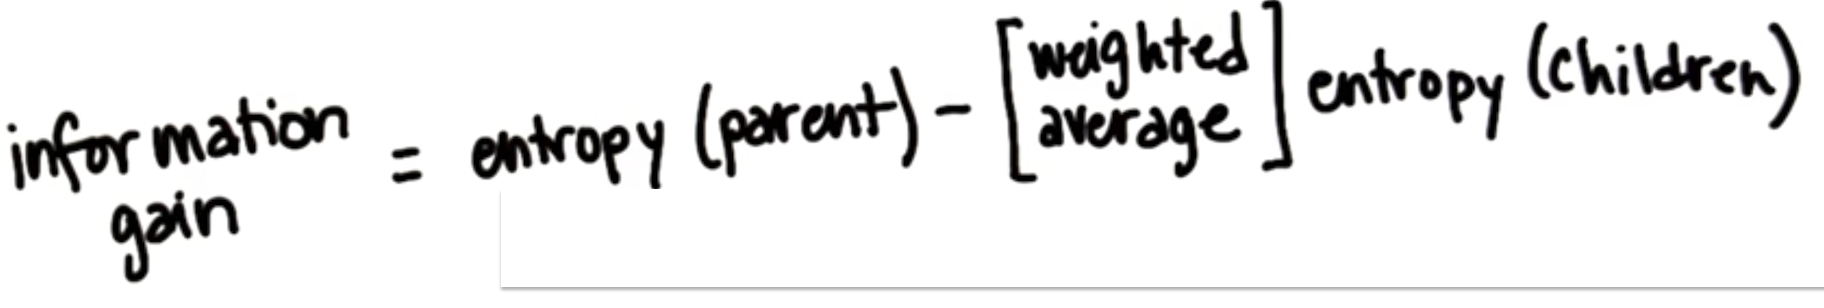 information gain = entropy (parent) - [weighted average] entropy (children)